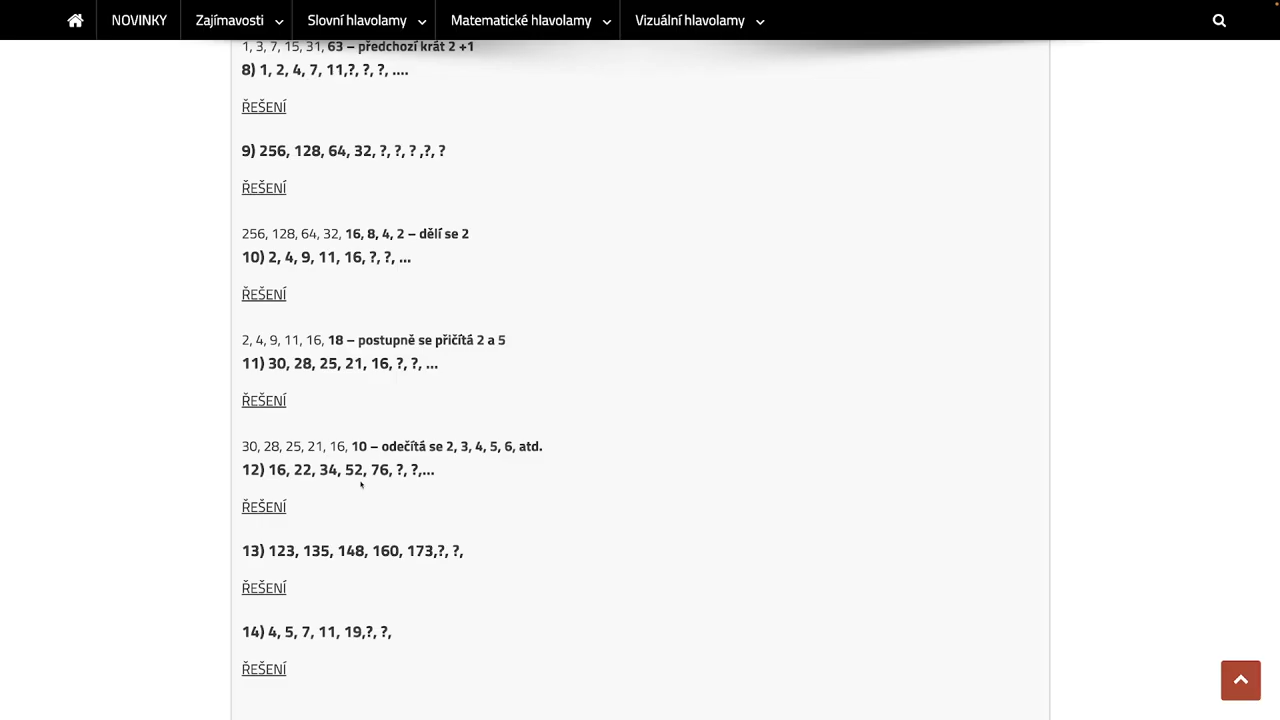 NOVINKY Zajímavosti Slovní hlavolamy Matematické hlavolamy Vizuální hlavolamy
1, 3, 7, 15, 31, 63 – předchozí krát 2 +1
8) 1, 2, 4, 7, 11,?, ?, ?, ....
ŘEŠENÍ
9) 256, 128, 64, 32, ?, ?, ? ,?, ?
ŘEŠENÍ
256, 128, 64, 32, 16, 8, 4, 2 – dělí se 2
10) 2, 4, 9, 11, 16, ?, ?, ...
ŘEŠENÍ
2, 4, 9, 11, 16, 18 – postupně se přičítá 2 a 5
11) 30, 28, 25, 21, 16, ?, ?, ...
ŘEŠENÍ
30, 28, 25, 21, 16, 10 – odečítá se 2, 3, 4, 5, 6, atd.
12) 16, 22, 34, 52, 76, ?, ?,...
ŘEŠENÍ
13) 123, 135, 148, 160, 173,?, ?,
ŘEŠENÍ
14) 4, 5, 7, 11, 19,?, ?,
ŘEŠENÍ